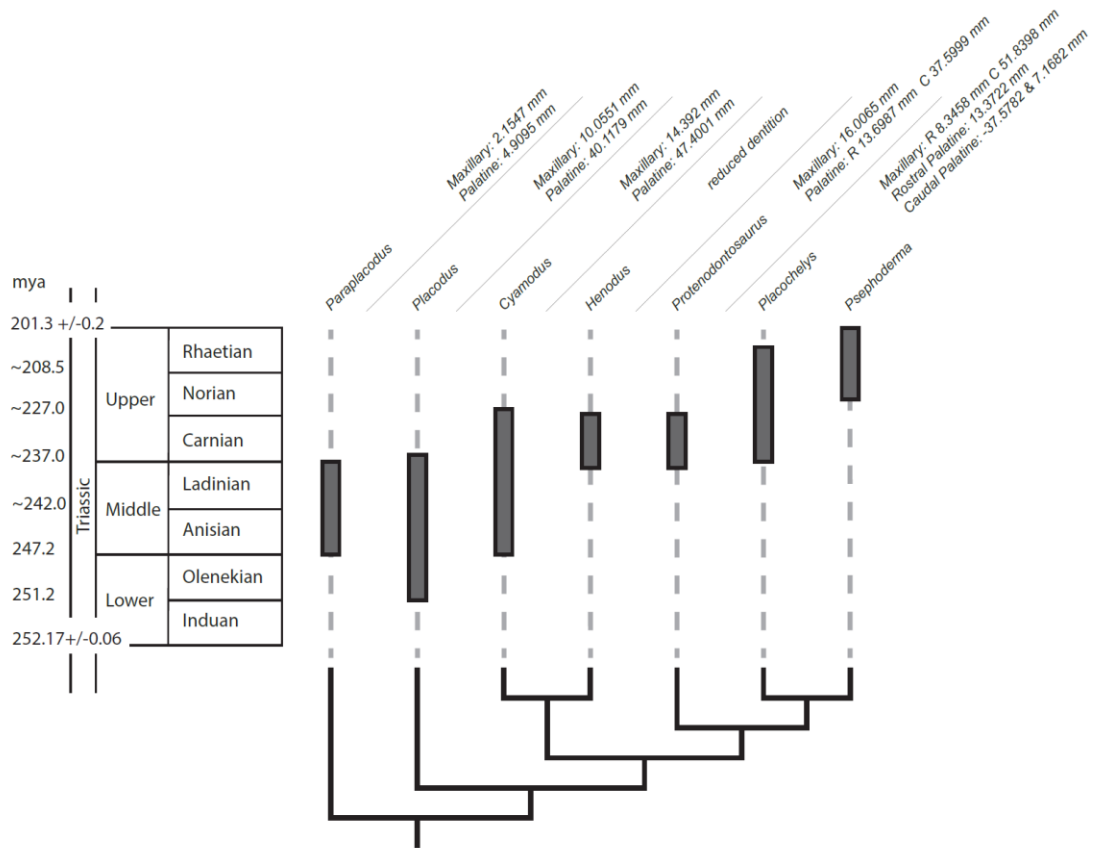 Maxillary: 2.1547 mm
Palatine: 4.9095 mm
Maxillary: 10.0551 mm
Palatine: 40.1179 mm
Maxillary: 14.392 mm
Palatine: 47.4001 mm
reduced dentition
Maxillary: 16.0065 mm
Palatine: R 13.6987 mm C 37.5999 mm
Maxillary: R 8.3458 mm C 51.8398 mm
Rostral Palatine: 13.3722 mm
Caudal Palatine: -37.5782 & 7.1682 mm
Paraplacodus
Placodus
Cyamodus
Henodus
Protenodontosaurus
Placochelys
Psephoderma
mya
201.3 +/-0.2
~208.5
~227.0
~237.0
~242.0
247.2
251.2
252.17+/-0.06
Triassic
Upper
Middle
Lower
Rhaetian
Norian
Carnian
Ladinian
Anisian
Olenekian
Induan